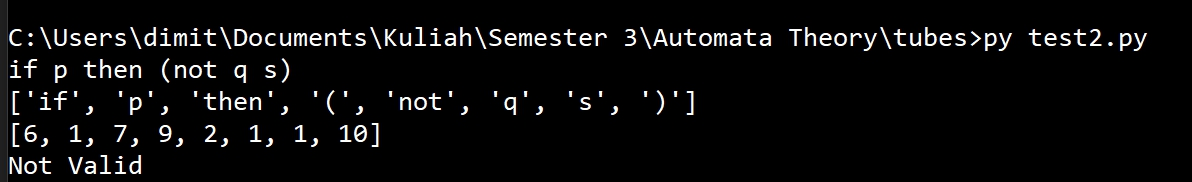 C:\Users\dimit\Documents\Kuliah\Semester 3\Automata Theory\tubes>py test2.py
if p then (not q s)
['if', 'p', 'then', '(', 'not', 'q', 's', ')']
[6, 1, 7, 9, 2, 1, 1, 10]
Not Valid